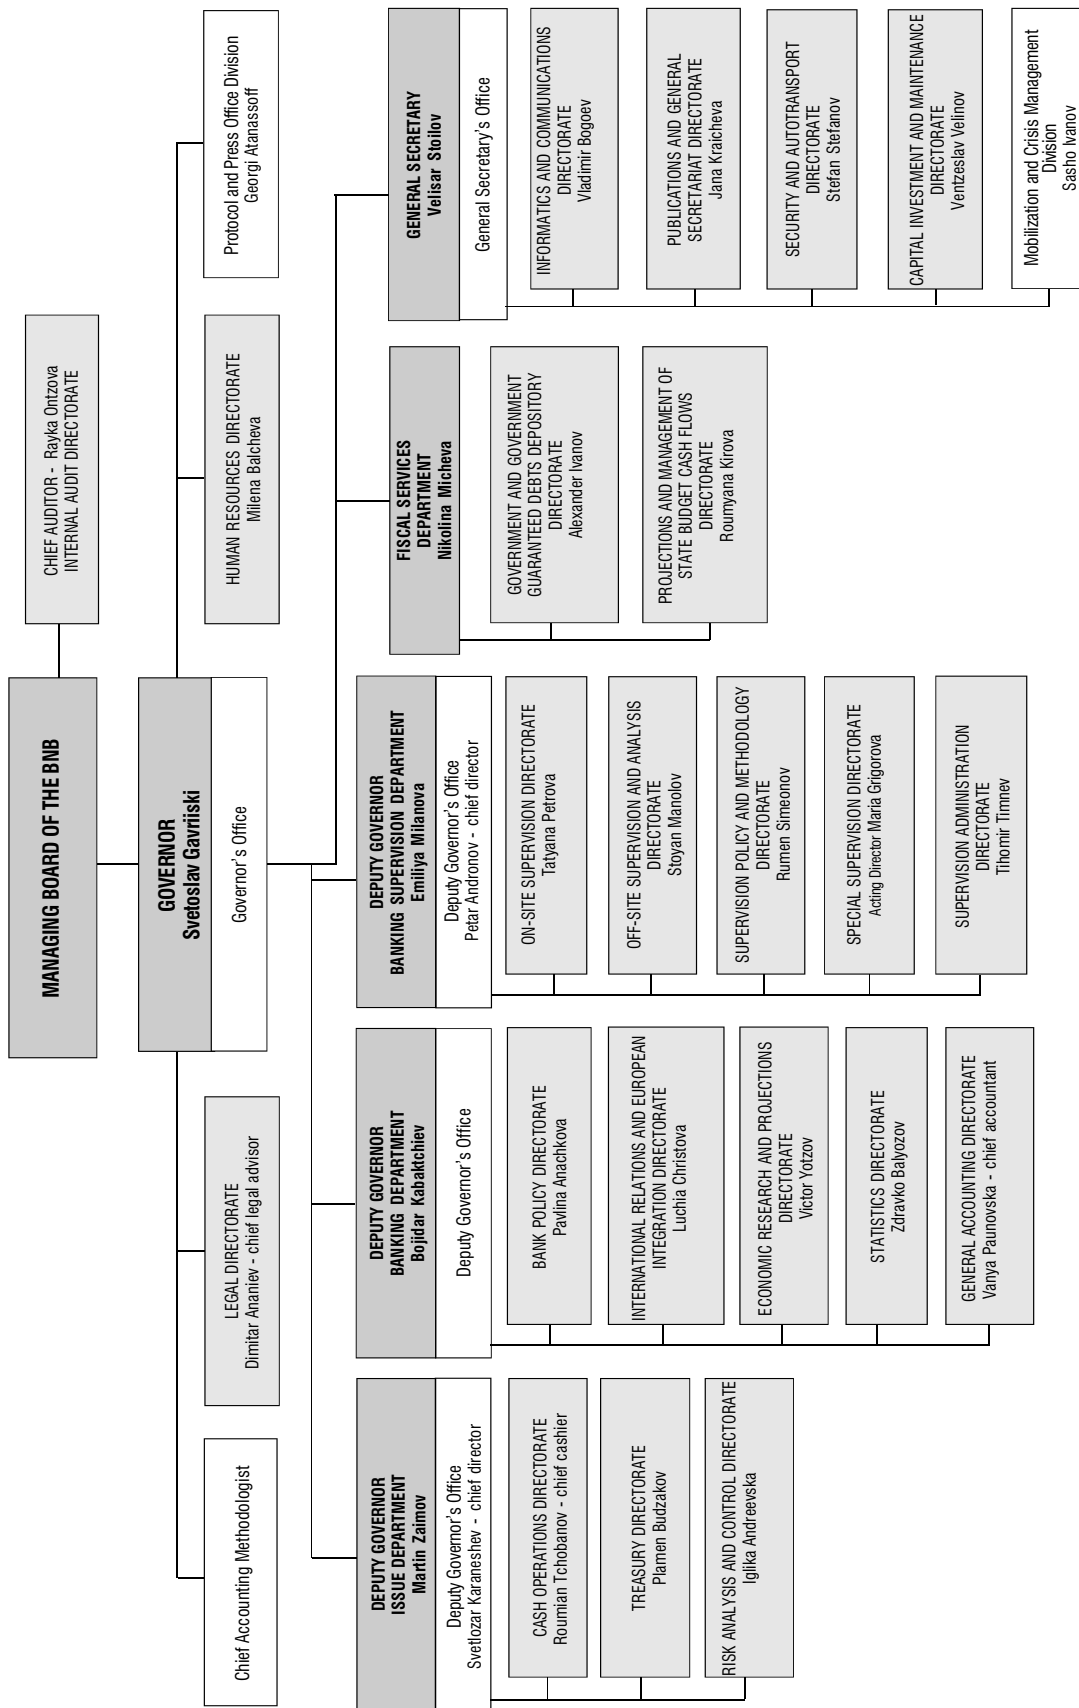 MANAGING BOARD OF THE BNB
CHIEF AUDITOR - Rayka Ontzova
INTERNAL AUDIT DIRECTORATE
GOVERNOR
Svetoslav Gavriiski
Governor's Office
Chief Accounting Methodologist
LEGAL DIRECTORATE
Dimitar Ananiev - chief legal advisor
HUMAN RESOURCES DIRECTORATE
Milena Balcheva
Protocol and Press Office Division
Georgi Atanassoff
DEPUTY GOVERNOR
ISSUE DEPARTMENT
Martin Zaimov
Deputy Governor's Office
Svetlozar Karaneshev - chief director
CASH OPERATIONS DIRECTORATE
Roumian Tchobanov - chief cashier
TREASURY DIRECTORATE
Plamen Budzakov
RISK ANALYSIS AND CONTROL DIRECTORATE
Iglika Andreevska
DEPUTY GOVERNOR
BANKING DEPARTMENT
Bojidar Kabaktchiev
Deputy Governor's Office
BANK POLICY DIRECTORATE
Pavlina Anachkova
INTERNATIONAL RELATIONS AND EUROPEAN
INTEGRATION DIRECTORATE
Luchia Christova
ECONOMIC RESEARCH AND PROJECTIONS
DIRECTORATE
Victor Yotzov
STATISTICS DIRECTORATE
Zdravko Balyozov
GENERAL ACCOUNTING DIRECTORATE
Vanya Paunovska - chief accountant
DEPUTY GOVERNOR
BANKING SUPERVISION DEPARTMENT
Emiliya Milanova
Deputy Governor's Office
Petar Andronov - chief director
ON-SITE SUPERVISION DIRECTORATE
Tatyana Petrova
OFF-SITE SUPERVISION AND ANALYSIS
DIRECTORATE
Stoyan Manolov
SUPERVISION POLICY AND METHODOLOGY
DIRECTORATE
Rumen Simeonov
SPECIAL SUPERVISION DIRECTORATE
Acting Director Maria Grigorova
SUPERVISION ADMINISTRATION
DIRECTORATE
Tihomir Timnev
FISCAL SERVICES
DEPARTMENT
Nikolina Micheva
GOVERNMENT AND GOVERNMENT
GUARANTEED DEBTS DEPOSITORY
DIRECTORATE
Alexander Ivanov
PROJECTIONS AND MANAGEMENT OF
STATE BUDGET CASH FLOWS
DIRECTORATE
Roumyana Kirova
GENERAL SECRETARY
Velisar Stoilov
General Secretary's Office
INFORMATICS AND COMMUNICATIONS
DIRECTORATE
Vladimir Bogoev
PUBLICATIONS AND GENERAL
SECRETARIAT DIRECTORATE
Jana Kraicheva
SECURITY AND AUTOTRANSPORT
DIRECTORATE
Stefan Stefanov
CAPITAL INVESTMENT AND MAINTENANCE
DIRECTORATE
Ventzeslav Velinov
Mobilization and Crisis Management
Division
Sasho Ivanov